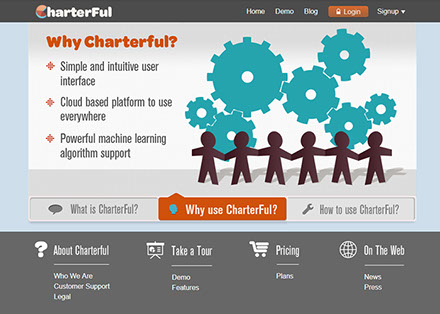 CharterFul
Home Demo Blog Login Signup
Why Charterful?
Simple and intuitive user
interface
Cloud based platform to use
everywhere
Powerful machine learning
algorithm support
What is CharterFul? Why use CharterFul? How to use CharterFul?
About Charterful Take a Tour Pricing On The Web
Who We Are Demo Plans News
Customer Support Features Press
Legal